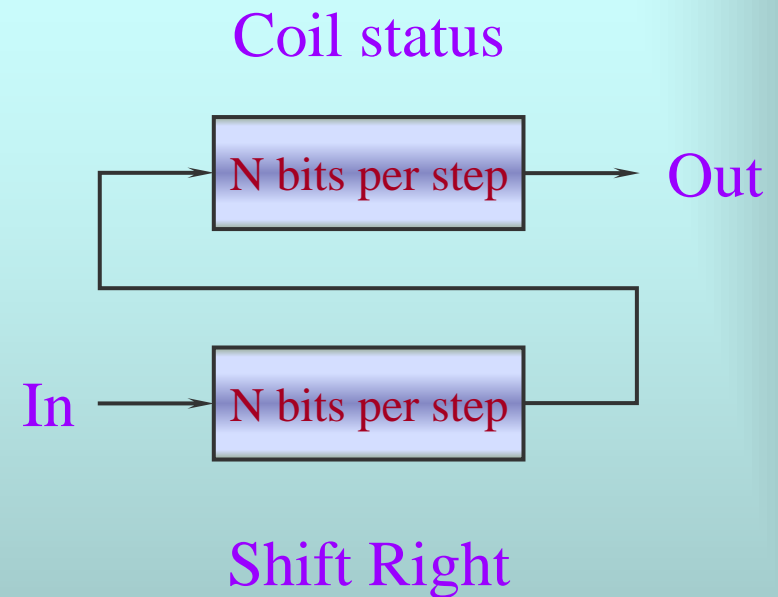 Coil status
N bits per step
Out
In
N bits per step
Shift Right